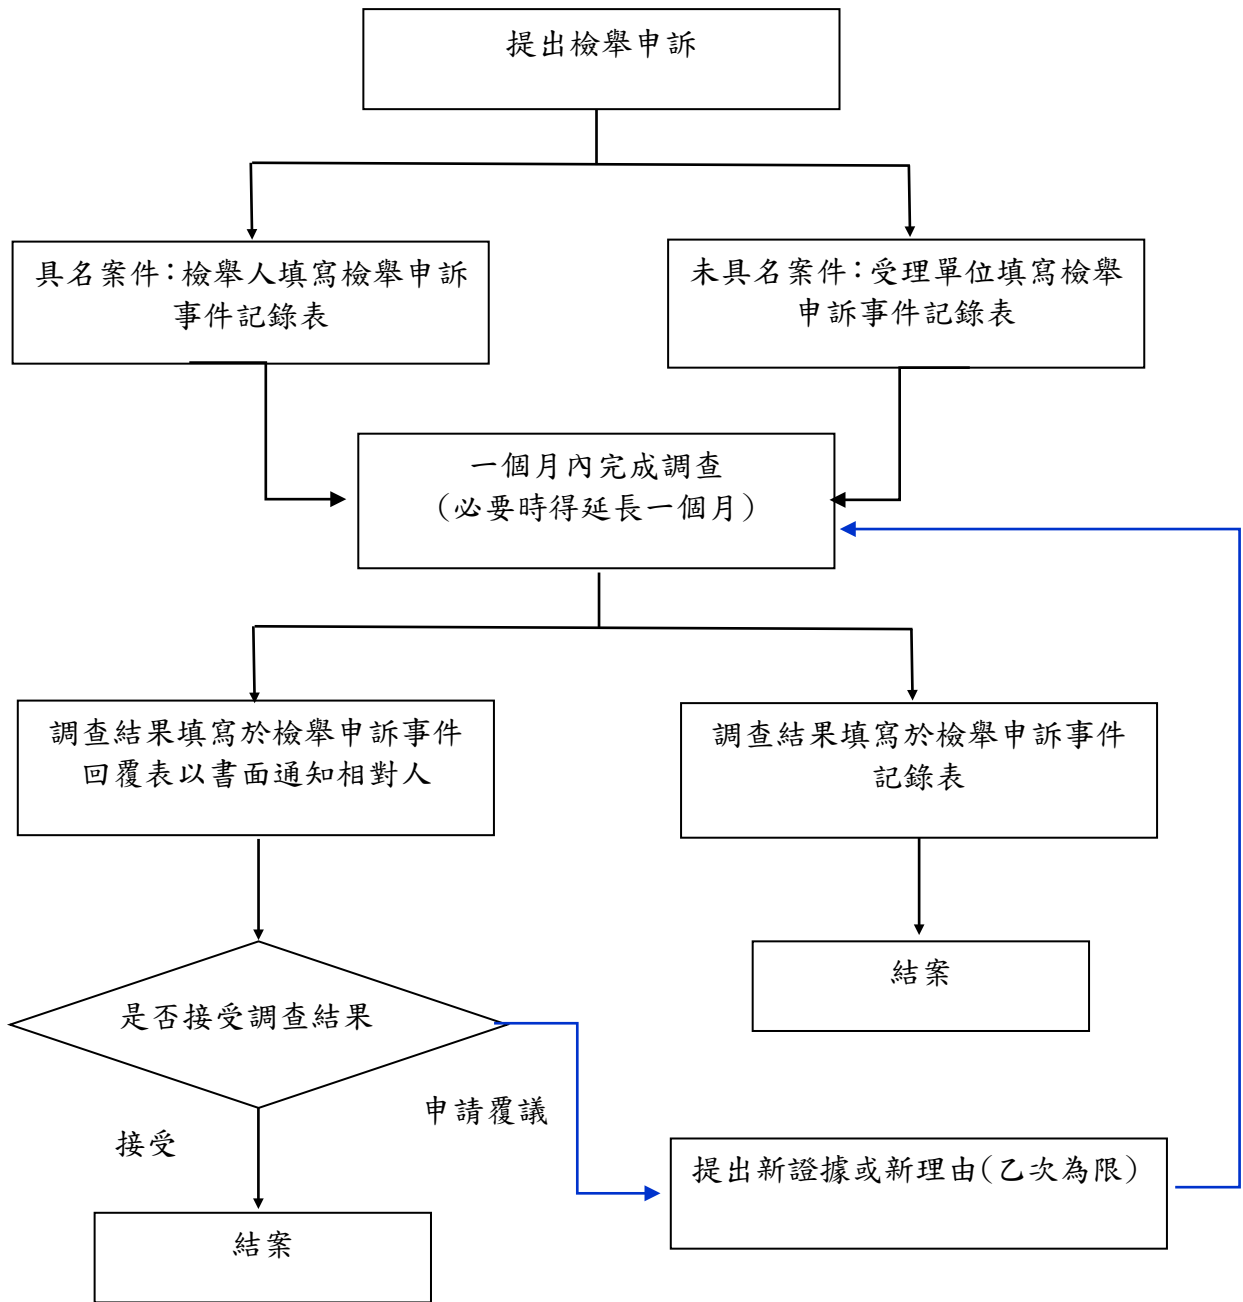 提出檢舉申訴
具名案件：檢舉人填寫檢舉申訴
事件記錄表
未具名案件：受理單位填寫檢舉
申訴事件記錄表
一個月內完成調查
(必要時得延長一個月)
調查結果填寫於檢舉申訴事件
回覆表以書面通知相對人
調查結果填寫於檢舉申訴事件
記錄表
結案
是否接受調查結果
申請覆議
接受
提出新證據或新理由(乙次為限)
結案